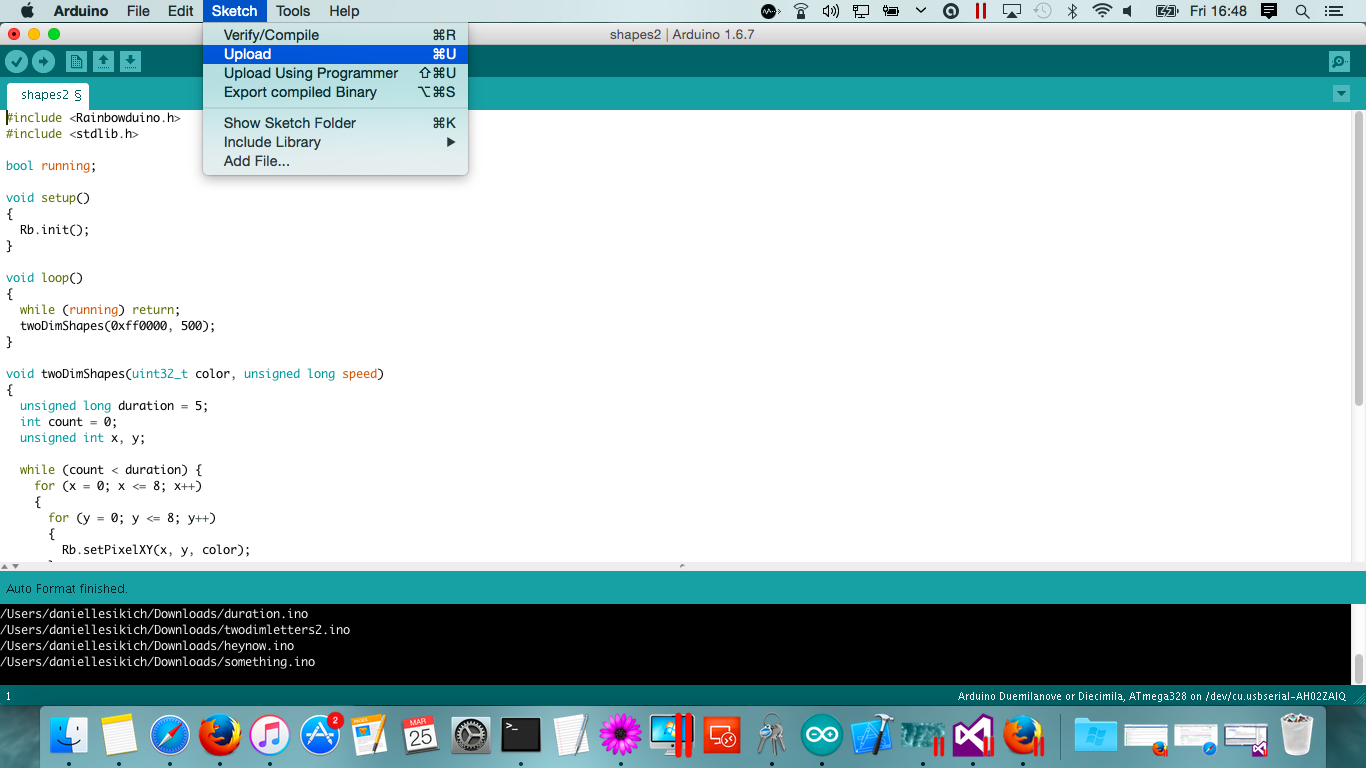 Arduino File Edit Sketch Tools Help Fri 16:48
shapes2 | Arduino 1.6.7
Verify/Compile ⌘R
Upload ⌘U
Upload Using Programmer ⇧⌘U
Export compiled Binary ⌥⌘S
Show Sketch Folder ⌘K
Include Library ▶
Add File...
shapes2 §
#include <Rainbowduino.h>
#include <stdlib.h>
bool running;
void setup()
{
Rb.init();
}
void loop()
{
while (running) return;
twoDimShapes(0xff0000, 500);
}
void twoDimShapes(uint32_t color, unsigned long speed)
{
unsigned long duration = 5;
int count = 0;
unsigned int x, y;
while (count < duration) {
for (x = 0; x <= 8; x++)
{
for (y = 0; y <= 8; y++)
{
Rb.setPixelXY(x, y, color);
Auto Format finished.
/Users/daniellesikich/Downloads/duration.ino
/Users/daniellesikich/Downloads/twodimletters2.ino
/Users/daniellesikich/Downloads/heynow.ino
/Users/daniellesikich/Downloads/something.ino
1 Arduino Duemilanove or Diecimila, ATmega328 on /dev/cu.usbserial-AH02ZAIQ
2
MAR
25